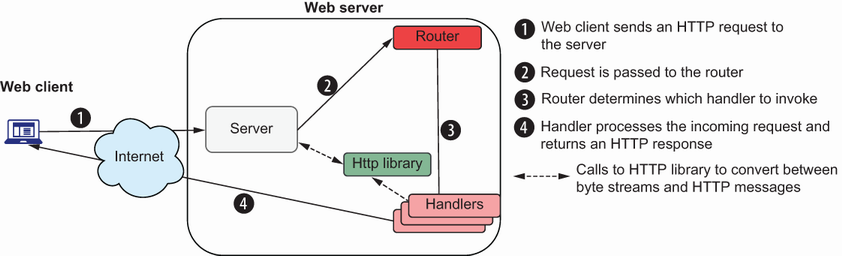 Web server
Web client
1
Internet
Server
2
Router
3
Http library
4
Handlers
1 Web client sends an HTTP request to
the server
2 Request is passed to the router
3 Router determines which handler to invoke
4 Handler processes the incoming request and
returns an HTTP response
Calls to HTTP library to convert between
byte streams and HTTP messages